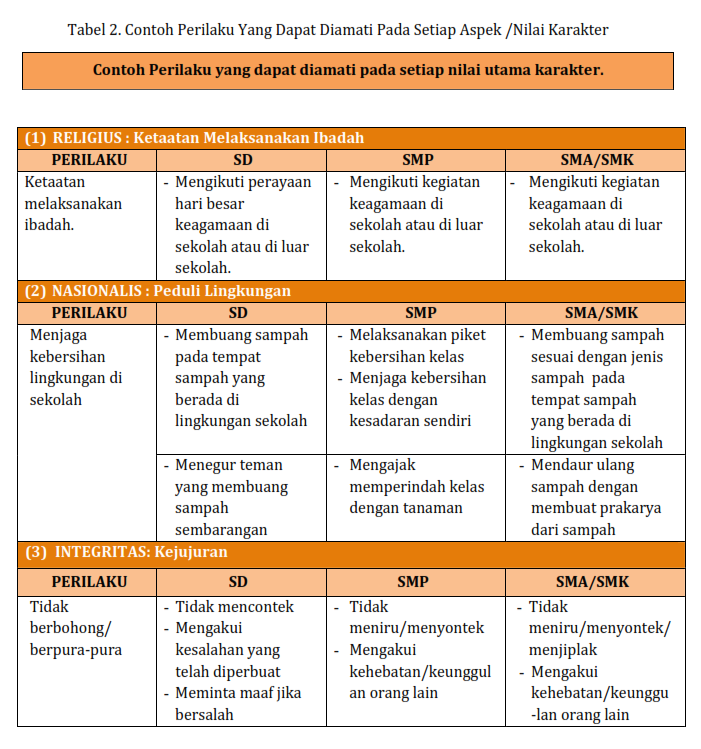 Tabel 2. Contoh Perilaku Yang Dapat Diamati Pada Setiap Aspek /Nilai Karakter
Contoh Perilaku yang dapat diamati pada setiap nilai utama karakter.
(1) RELIGIUS : Ketaatan Melaksanakan Ibadah
PERILAKU
SD
SMP
SMA/SMK
Ketaatan
melaksanakan
ibadah.
- Mengikuti perayaan
hari besar
keagamaan di
sekolah atau di luar
sekolah.
- Mengikuti kegiatan
keagamaan di
sekolah atau di luar
sekolah.
- Mengikuti kegiatan
keagamaan di
sekolah atau di luar
sekolah.
(2) NASIONALIS : Peduli Lingkungan
PERILAKU
SD
SMP
SMA/SMK
Menjaga
kebersihan
lingkungan di
sekolah
- Membuang sampah
pada tempat
sampah yang
berada di
lingkungan sekolah
- Melaksanakan piket
kebersihan kelas
- Menjaga kebersihan
kelas dengan
kesadaran sendiri
- Membuang sampah
sesuai dengan jenis
sampah pada
tempat sampah
yang berada di
lingkungan sekolah
- Menegur teman
yang membuang
sampah
sembarangan
- Mengajak
memperindah kelas
dengan tanaman
- Mendaur ulang
sampah dengan
membuat prakarya
dari sampah
(3) INTEGRITAS: Kejujuran
PERILAKU
SD
SMP
SMA/SMK
Tidak
berbohong/
berpura-pura
- Tidak mencontek
- Mengakui
kesalahan yang
telah diperbuat
- Meminta maaf jika
bersalah
- Tidak
meniru/menyontek
- Mengakui
kehebatan/keunggul
an orang lain
- Tidak
meniru/menyontek/
menjiplak
- Mengakui
kehebatan/keunggu
-lan orang lain